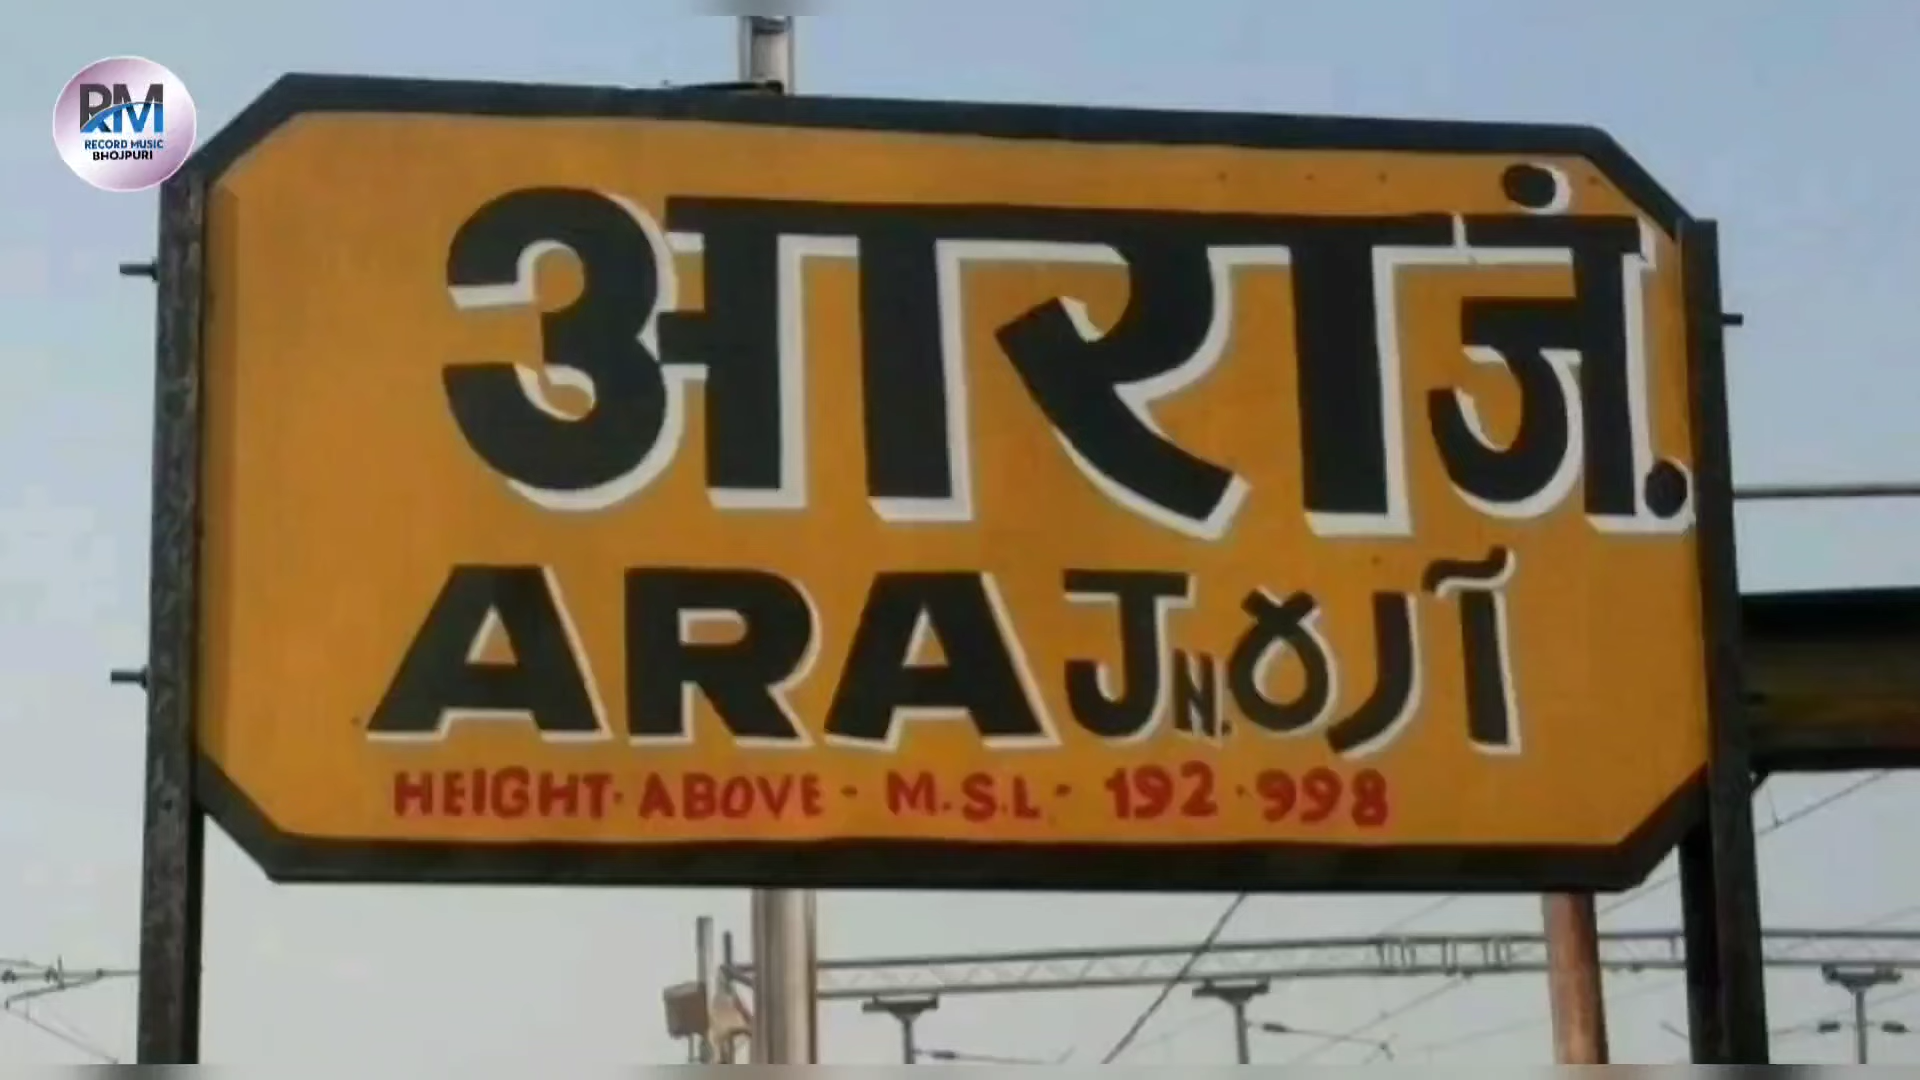 RM
RECORD MUSIC
BHOJPURI
आरा जं.
ARA JN. آرا
HEIGHT ABOVE - M.S.L - 192.998